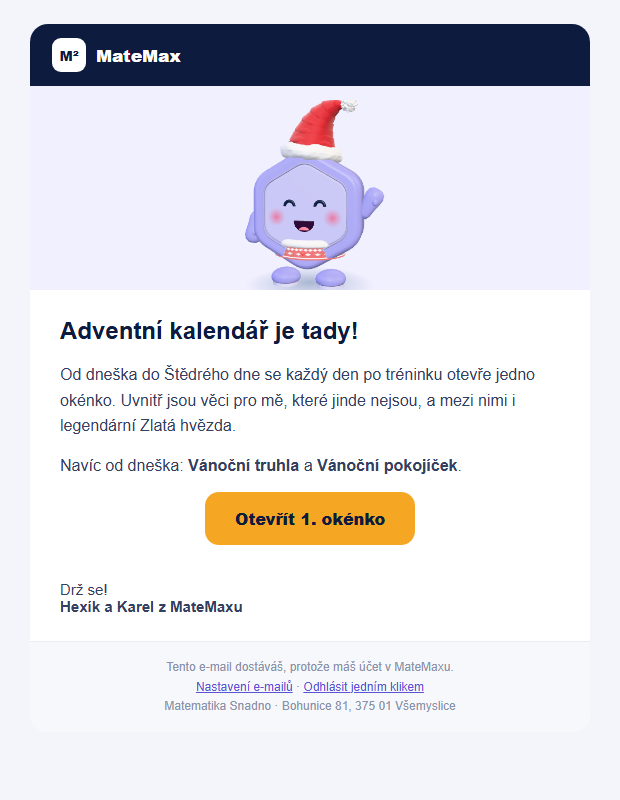 M²
MateMax
Adventní kalendář je tady!
Od dneška do Štědrého dne se každý den po tréninku otevře jedno
okénko. Uvnitř jsou věci pro mě, které jinde nejsou, a mezi nimi i
legendární Zlatá hvězda.
Navíc od dneška: Vánoční truhla a Vánoční pokojíček.
Otevřít 1. okénko
Drž se!
Hexík a Karel z MateMaxu
Tento e-mail dostáváš, protože máš účet v MateMaxu.
Nastavení e-mailů · Odhlásit jedním klikem
Matematika Snadno · Bohunice 81, 375 01 Všemyslice